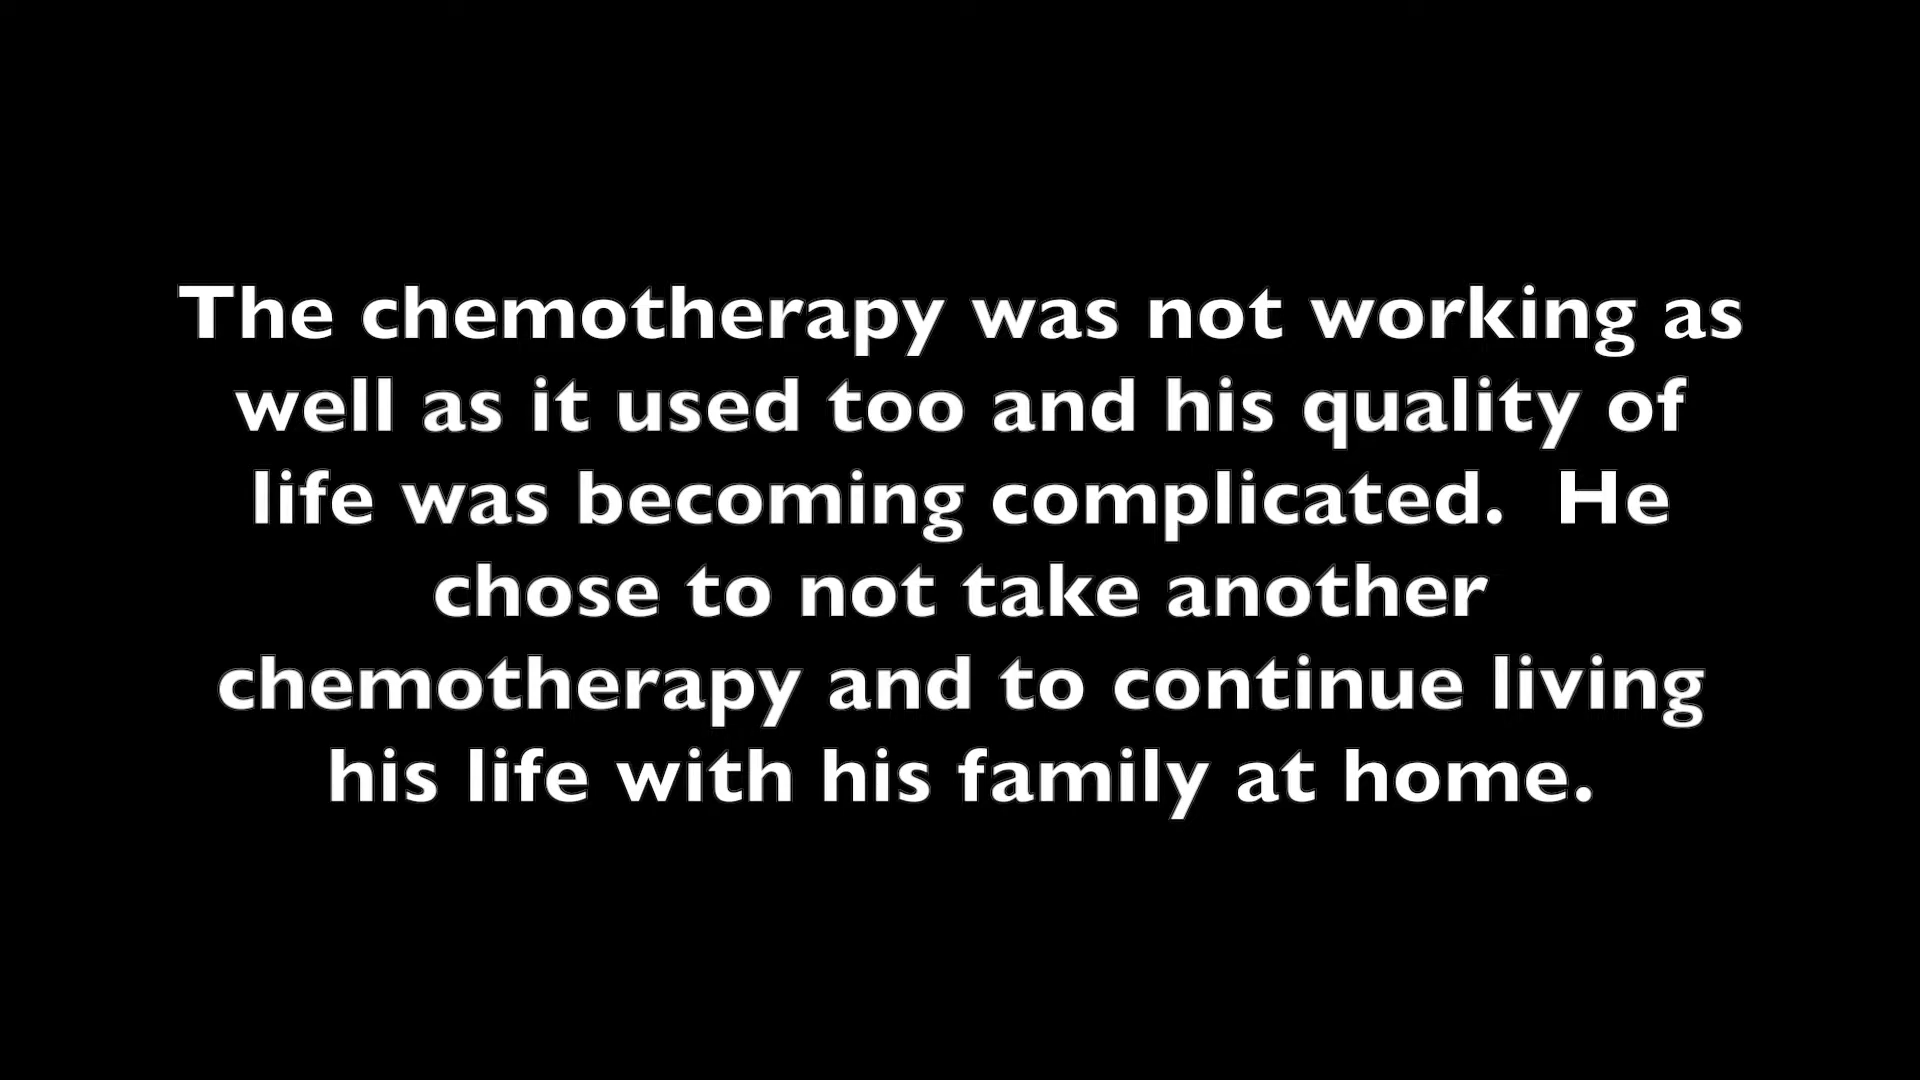 The chemotherapy was not working as
well as it used too and his quality of
life was becoming complicated.  He
chose to not take another
chemotherapy and to continue living
his life with his family at home.